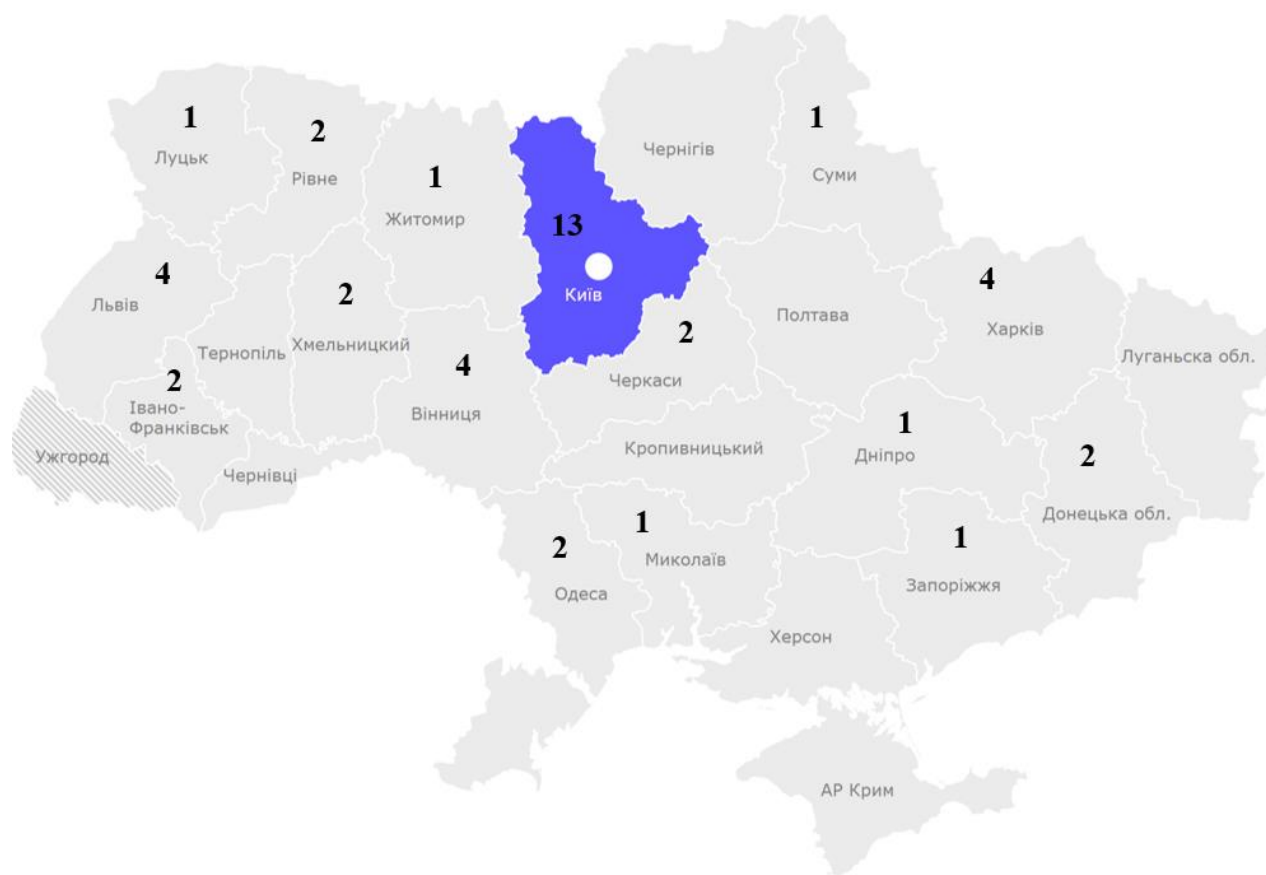 1
Луцьк
2
Рівне
1
Житомир
13
Київ
Чернігів
1
Суми
4
Львів
Тернопіль
2
Хмельницкий
4
Вінниця
2
Черкаси
Полтава
4
Харків
Луганьска обл.
2
Івано-
Франківськ
Ужгород
Чернівці
Кропивницький
1
Дніпро
2
Донецька обл.
2
Одеса
1
Миколаїв
1
Запоріжжя
Херсон
АР Крим